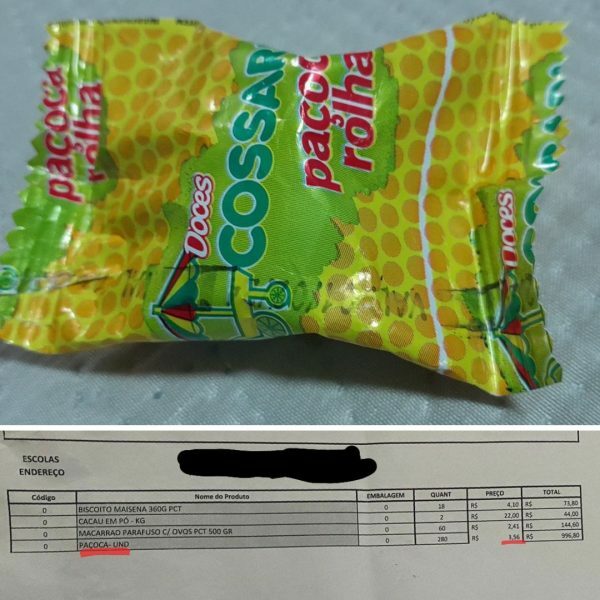 paçoca
rolha
Doces
COSSARI
paçoca
rolha
Doces
ESCOLAS
ENDEREÇO
Código Nome do Produto EMBALAGEM QUANT PREÇO TOTAL
0 BISCOITO MAISENA 360G PCT 0 18 R$ 4,10 R$ 73,80
0 CACAU EM PÓ - KG 0 2 R$ 22,00 R$ 44,00
0 MACARRAO PARAFUSO C/ OVOS PCT 500 GR 0 60 R$ 2,41 R$ 144,60
0 PAÇOCA- UND 0 280 R$ 3,56 R$ 996,80